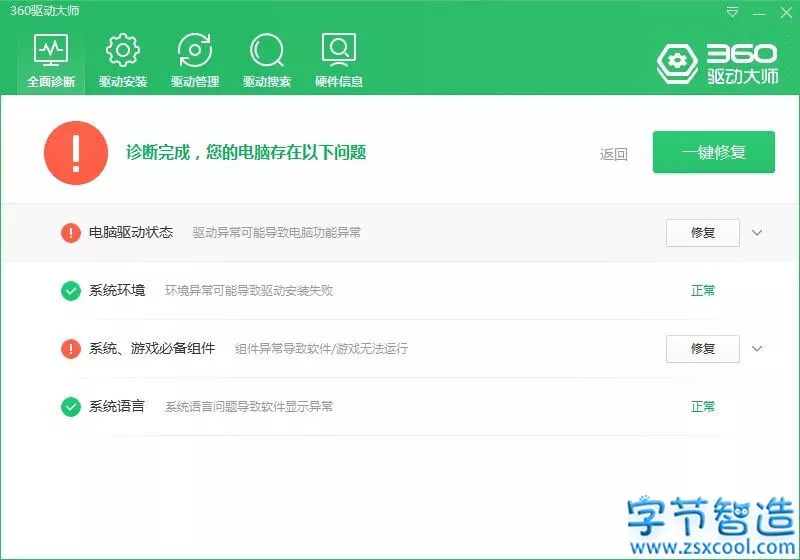 360驱动大师
全面诊断 驱动安装 驱动管理 驱动搜索 硬件信息
360
驱动大师
诊断完成，您的电脑存在以下问题 返回 一键修复
电脑驱动状态 驱动异常可能导致电脑功能异常 修复
系统环境 环境异常可能导致驱动安装失败 正常
系统、游戏必备组件 组件异常导致软件/游戏无法运行 修复
系统语言 系统语言问题导致软件显示异常 正常
字节智造
www.zsxcool.com